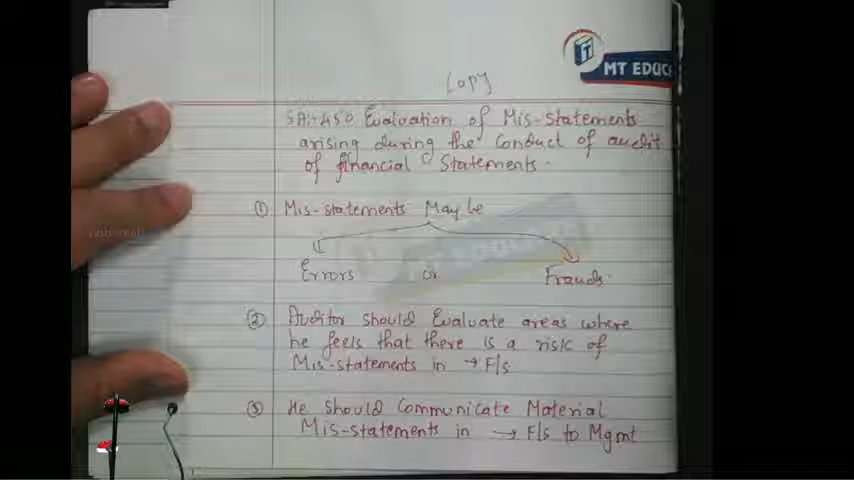 Copy
MT EDUC
SA:-450 Evaluation of Mis-Statements
arising during the Conduct of audit
of financial Statements.
① Mis-statements May be
Errors or Frauds.
② Auditor should Evaluate areas where
he feels that there is a risk of
Mis-statements in → F/s
③ He should Communicate Material
Mis-statements in → F/s to Mgmt